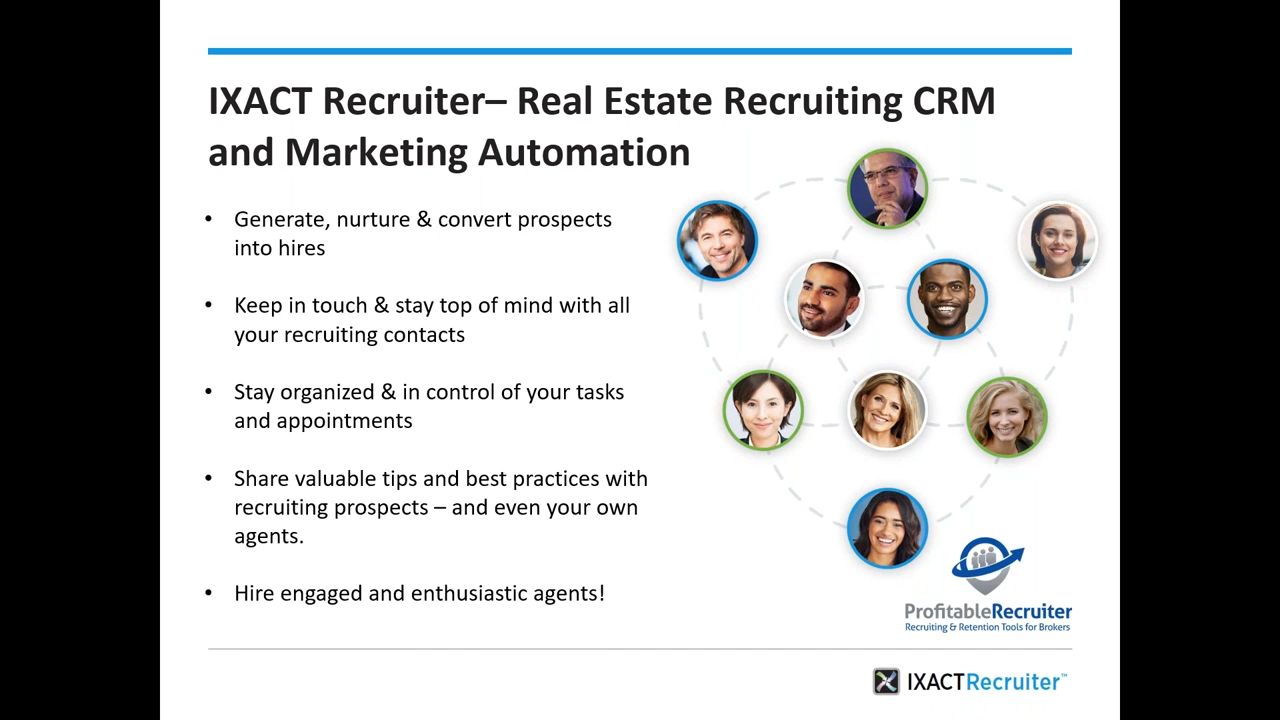 IXACT Recruiter– Real Estate Recruiting CRM
and Marketing Automation
• Generate, nurture & convert prospects
into hires
• Keep in touch & stay top of mind with all
your recruiting contacts
• Stay organized & in control of your tasks
and appointments
• Share valuable tips and best practices with
recruiting prospects – and even your own
agents.
• Hire engaged and enthusiastic agents!
ProfitableRecruiter
Recruiting & Retention Tools for Brokers
IXACTRecruiter™